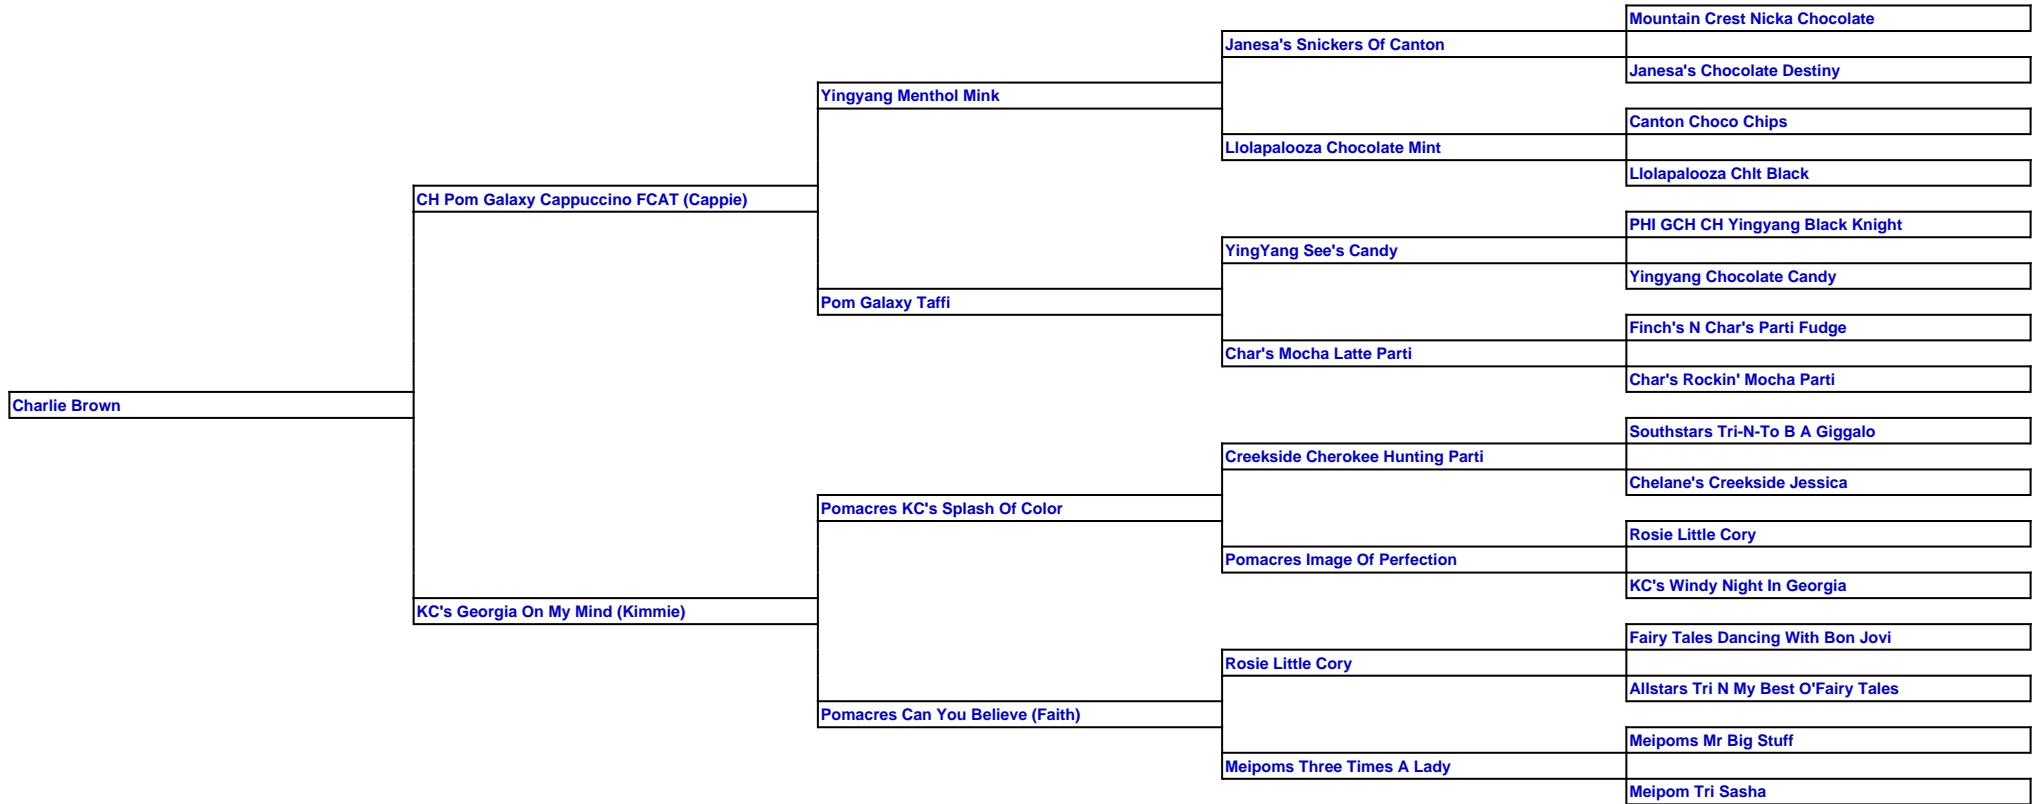 Mountain Crest Nicka Chocolate
Janesa's Snickers Of Canton
Janesa's Chocolate Destiny
Yingyang Menthol Mink
Canton Choco Chips
Llolapalooza Chocolate Mint
Llolapalooza Chlt Black
CH Pom Galaxy Cappuccino FCAT (Cappie)
PHI GCH CH Yingyang Black Knight
YingYang See's Candy
Yingyang Chocolate Candy
Pom Galaxy Taffi
Finch's N Char's Parti Fudge
Char's Mocha Latte Parti
Char's Rockin' Mocha Parti
Charlie Brown
Southstars Tri-N-To B A Giggalo
Creekside Cherokee Hunting Parti
Chelane's Creekside Jessica
Pomacres KC's Splash Of Color
Rosie Little Cory
Pomacres Image Of Perfection
KC's Windy Night In Georgia
KC's Georgia On My Mind (Kimmie)
Fairy Tales Dancing With Bon Jovi
Rosie Little Cory
Allstars Tri N My Best O'Fairy Tales
Pomacres Can You Believe (Faith)
Meipoms Mr Big Stuff
Meipoms Three Times A Lady
Meipom Tri Sasha